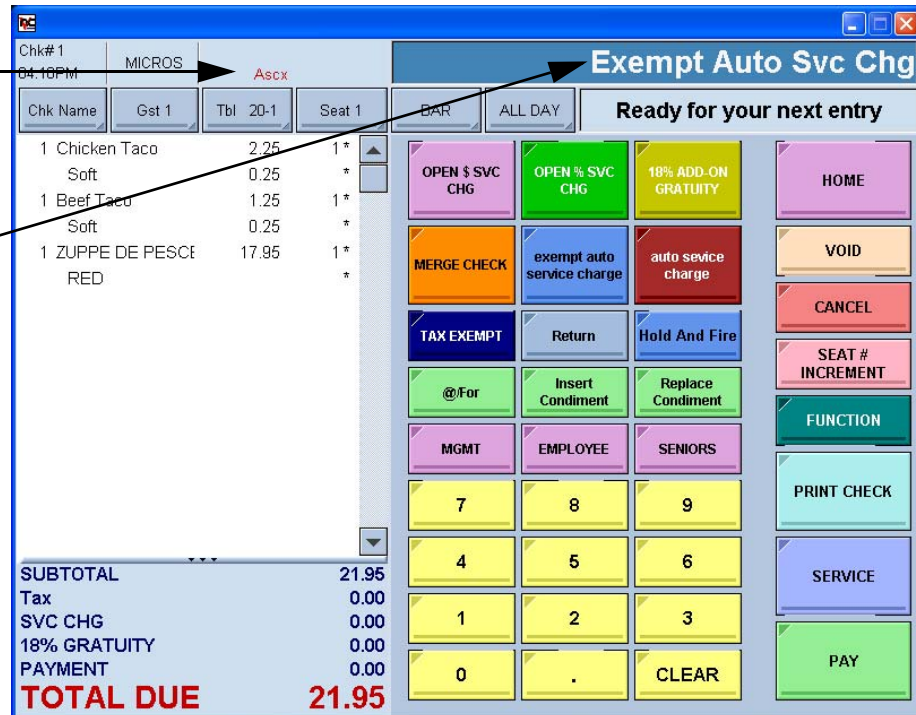 Chk# 1
04:18PM
MICROS
Ascx
Exempt Auto Svc Chg
Chk Name
Gst 1
Tbl 20-1
Seat 1
BAR
ALL DAY
Ready for your next entry
1 Chicken Taco 2.25 1*
Soft 0.25 *
1 Beef Taco 1.25 1*
Soft 0.25 *
1 ZUPPE DE PESCE 17.95 1*
RED *
OPEN $ SVC
CHG
OPEN % SVC
CHG
18% ADD-ON
GRATUITY
HOME
MERGE CHECK
exempt auto
service charge
auto sevice
charge
VOID
CANCEL
TAX EXEMPT
Return
Hold And Fire
SEAT #
INCREMENT
@/For
Insert
Condiment
Replace
Condiment
FUNCTION
MGMT
EMPLOYEE
SENIORS
PRINT CHECK
7
8
9
4
5
6
SERVICE
1
2
3
0
.
CLEAR
PAY
SUBTOTAL 21.95
Tax 0.00
SVC CHG 0.00
18% GRATUITY 0.00
PAYMENT 0.00
TOTAL DUE 21.95